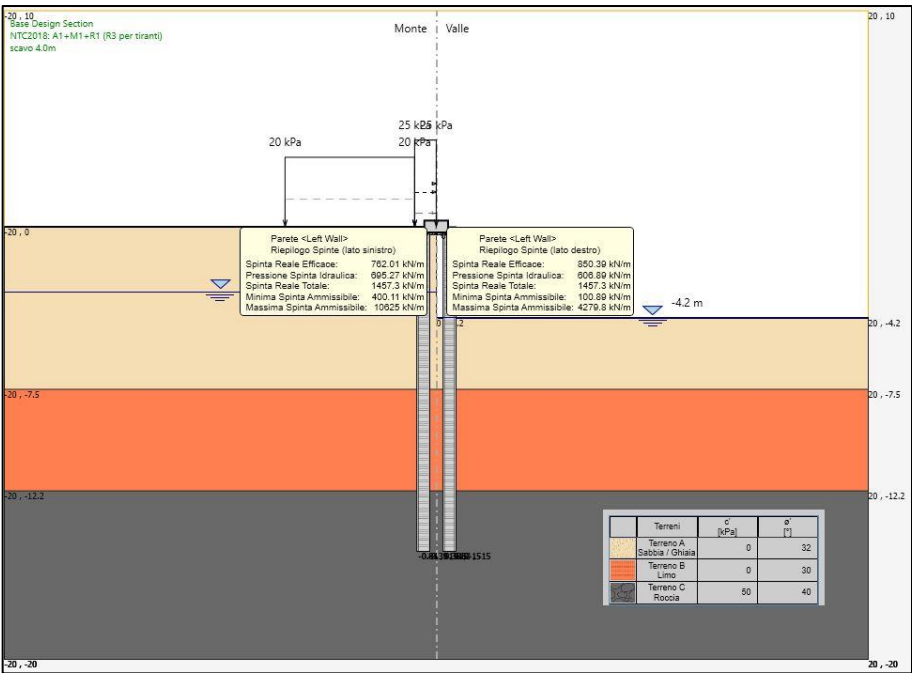 -20 , 10
20 , 10
Base Design Section
NTC2018: A1+M1+R1 (R3 per tiranti)
scavo 4.0m
Monte
Valle
25 kPa
25 kPa
20 kPa
20 kPa
-20 , 0
Parete <Left Wall>
Riepilogo Spinte (lato sinistro)
Spinta Reale Efficace: 762.01 kN/m
Pressione Spinta Idraulica: 695.27 kN/m
Spinta Reale Totale: 1457.3 kN/m
Minima Spinta Ammissibile: 400.11 kN/m
Massima Spinta Ammissibile: 10625 kN/m
Parete <Left Wall>
Riepilogo Spinte (lato destro)
Spinta Reale Efficace: 850.39 kN/m
Pressione Spinta Idraulica: 606.89 kN/m
Spinta Reale Totale: 1457.3 kN/m
Minima Spinta Ammissibile: 100.89 kN/m
Massima Spinta Ammissibile: 4279.8 kN/m
-4.2 m
20 , -4.2
-20 , -7.5
20 , -7.5
-20 , -12.2
20 , -12.2
Terreni c' [kPa] ø' [°]
Terreno A Sabbia / Ghiaia 0 32
Terreno B Limo 0 30
Terreno C Roccia 50 40
-20 , -20
20 , -20